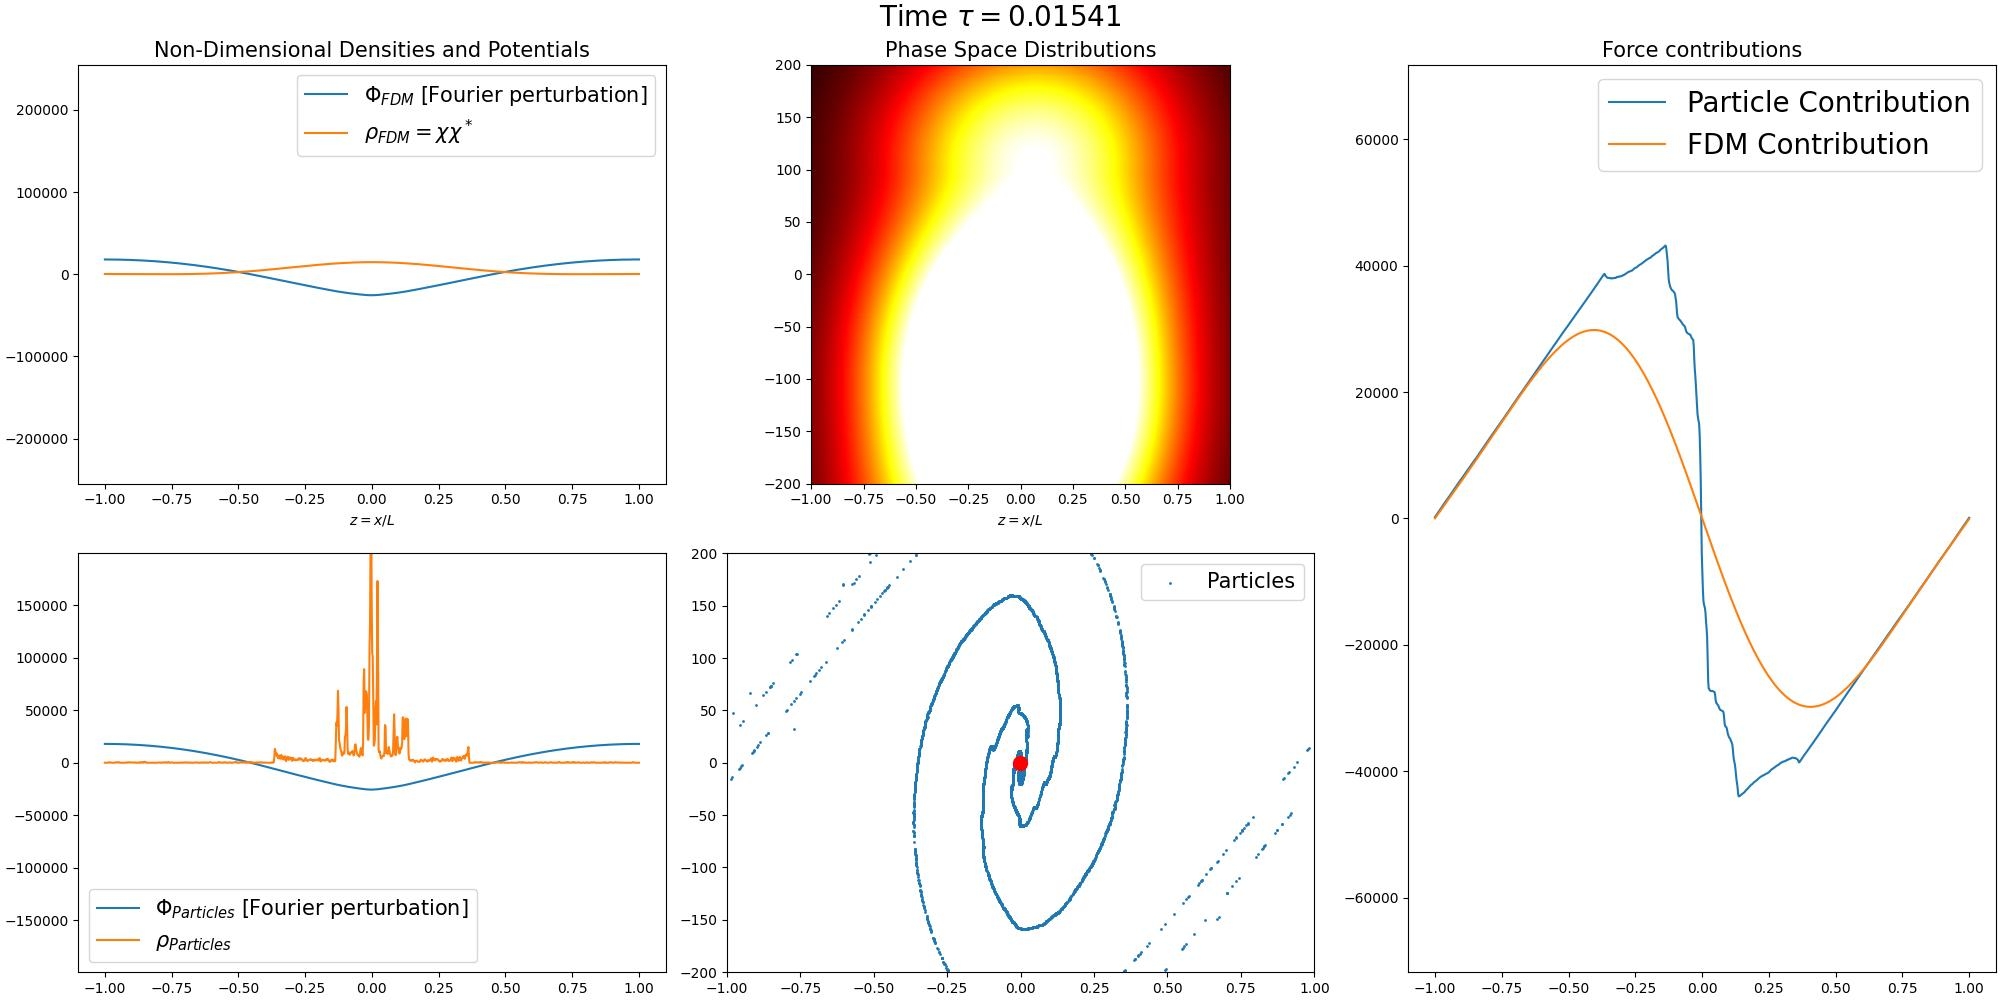 Time τ = 0.01541
Non-Dimensional Densities and Potentials
200000
100000
0
−100000
−200000
Φ_FDM [Fourier perturbation]
ρ_FDM = χχ*
−1.00 −0.75 −0.50 −0.25 0.00 0.25 0.50 0.75 1.00
z = x/L
Phase Space Distributions
200
150
100
50
0
−50
−100
−150
−200
−1.00 −0.75 −0.50 −0.25 0.00 0.25 0.50 0.75 1.00
z = x/L
Force contributions
Particle Contribution
FDM Contribution
60000
40000
20000
0
−20000
−40000
−60000
−1.00 −0.75 −0.50 −0.25 0.00 0.25 0.50 0.75 1.00
150000
100000
50000
0
−50000
−100000
−150000
Φ_Particles [Fourier perturbation]
ρ_Particles
−1.00 −0.75 −0.50 −0.25 0.00 0.25 0.50 0.75 1.00
200
150
100
50
0
−50
−100
−150
−200
Particles
−1.00 −0.75 −0.50 −0.25 0.00 0.25 0.50 0.75 1.00